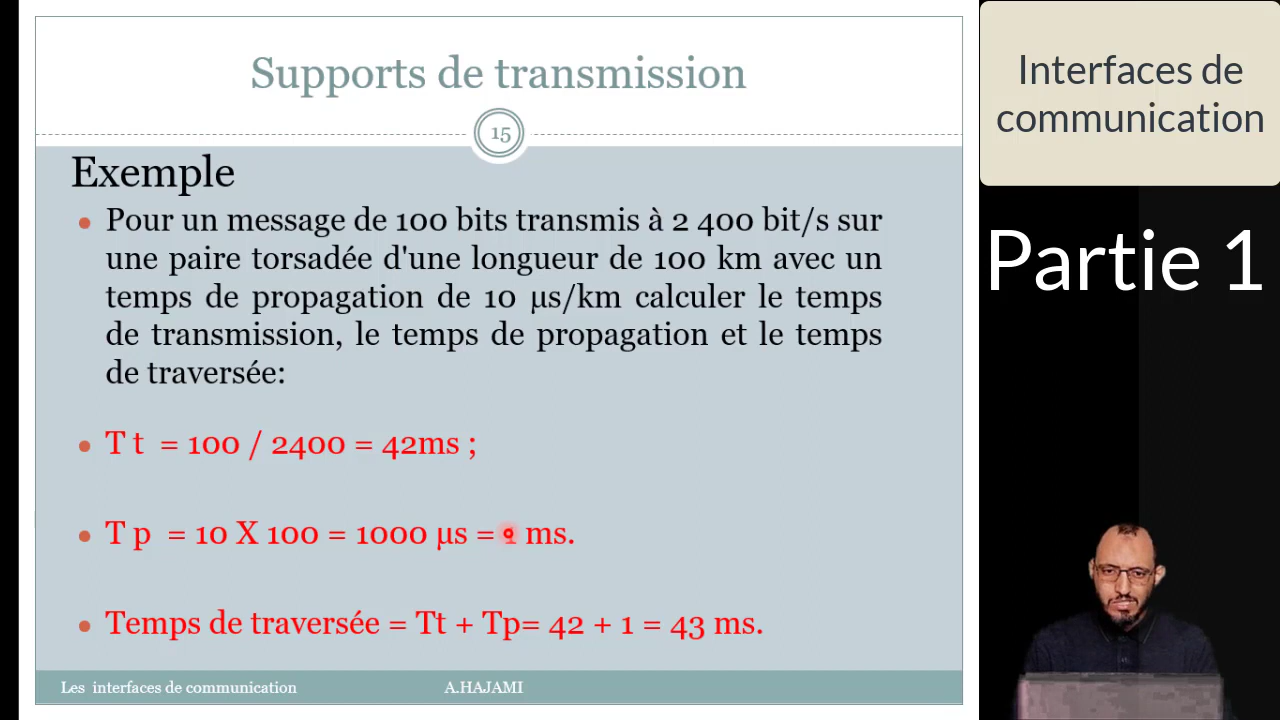 Supports de transmission
15
Exemple
Pour un message de 100 bits transmis à 2 400 bit/s sur
une paire torsadée d'une longueur de 100 km avec un
temps de propagation de 10 µs/km calculer le temps
de transmission, le temps de propagation et le temps
de traversée:
T t = 100 / 2400 = 42ms ;
T p = 10 X 100 = 1000 µs = 1 ms.
Temps de traversée = Tt + Tp= 42 + 1 = 43 ms.
Les interfaces de communication A.HAJAMI
Interfaces de
communication
Partie 1